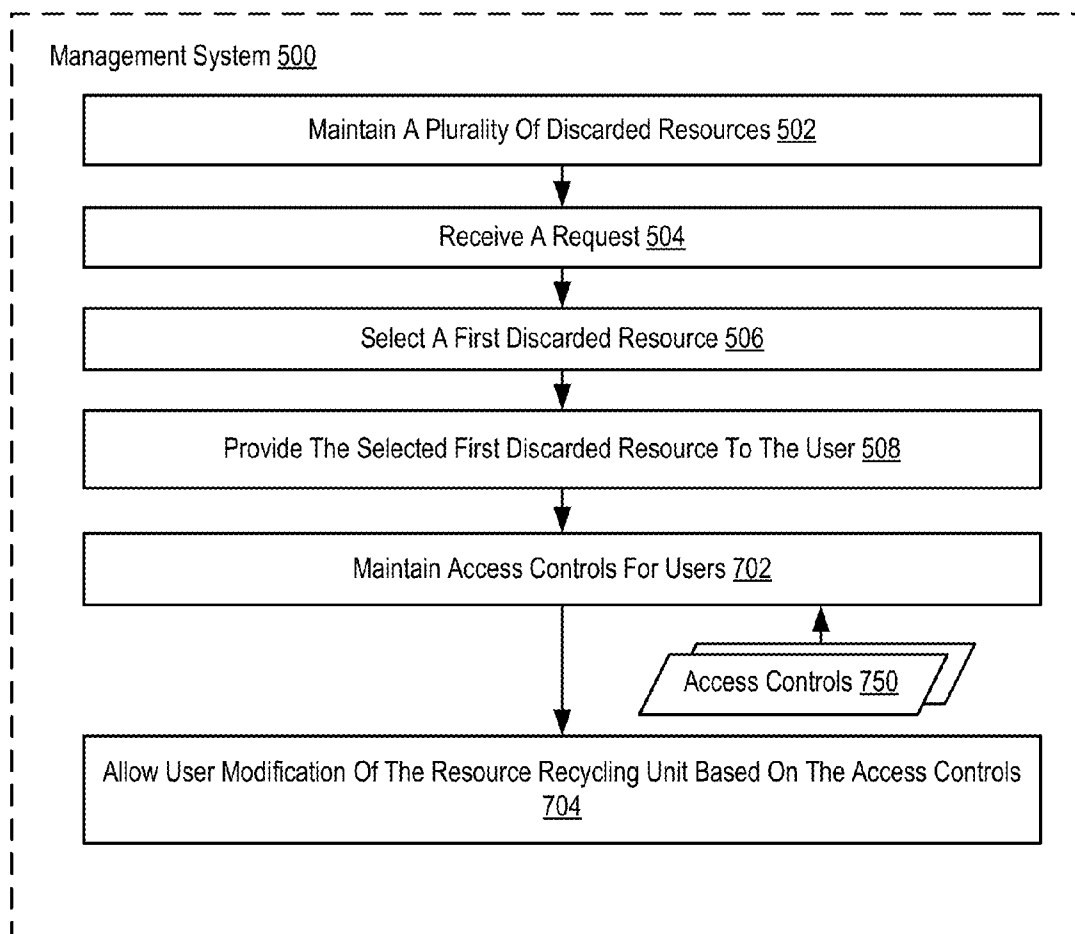 Management System 500
Maintain A Plurality Of Discarded Resources 502
Receive A Request 504
Select A First Discarded Resource 506
Provide The Selected First Discarded Resource To The User 508
Maintain Access Controls For Users 702
Access Controls 750
Allow User Modification Of The Resource Recycling Unit Based On The Access Controls
704